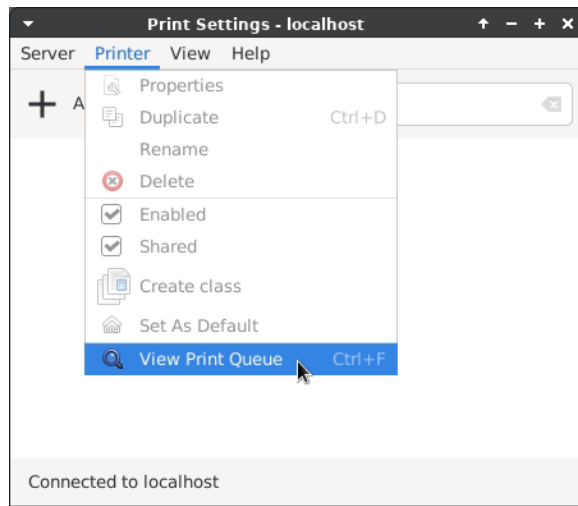 Print Settings - localhost
Server Printer View Help
A
Properties
Duplicate Ctrl+D
Rename
Delete
Enabled
Shared
Create class
Set As Default
View Print Queue Ctrl+F
Connected to localhost